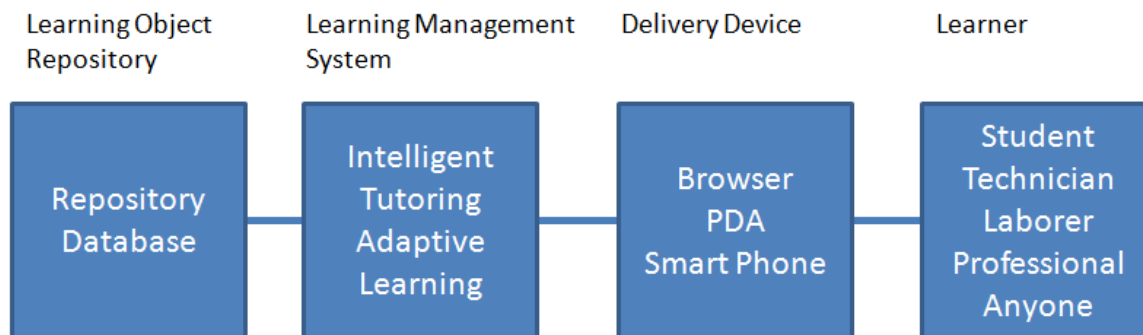 Learning Object
Repository
Learning Management
System
Delivery Device
Learner
Repository
Database
Intelligent
Tutoring
Adaptive
Learning
Browser
PDA
Smart Phone
Student
Technician
Laborer
Professional
Anyone